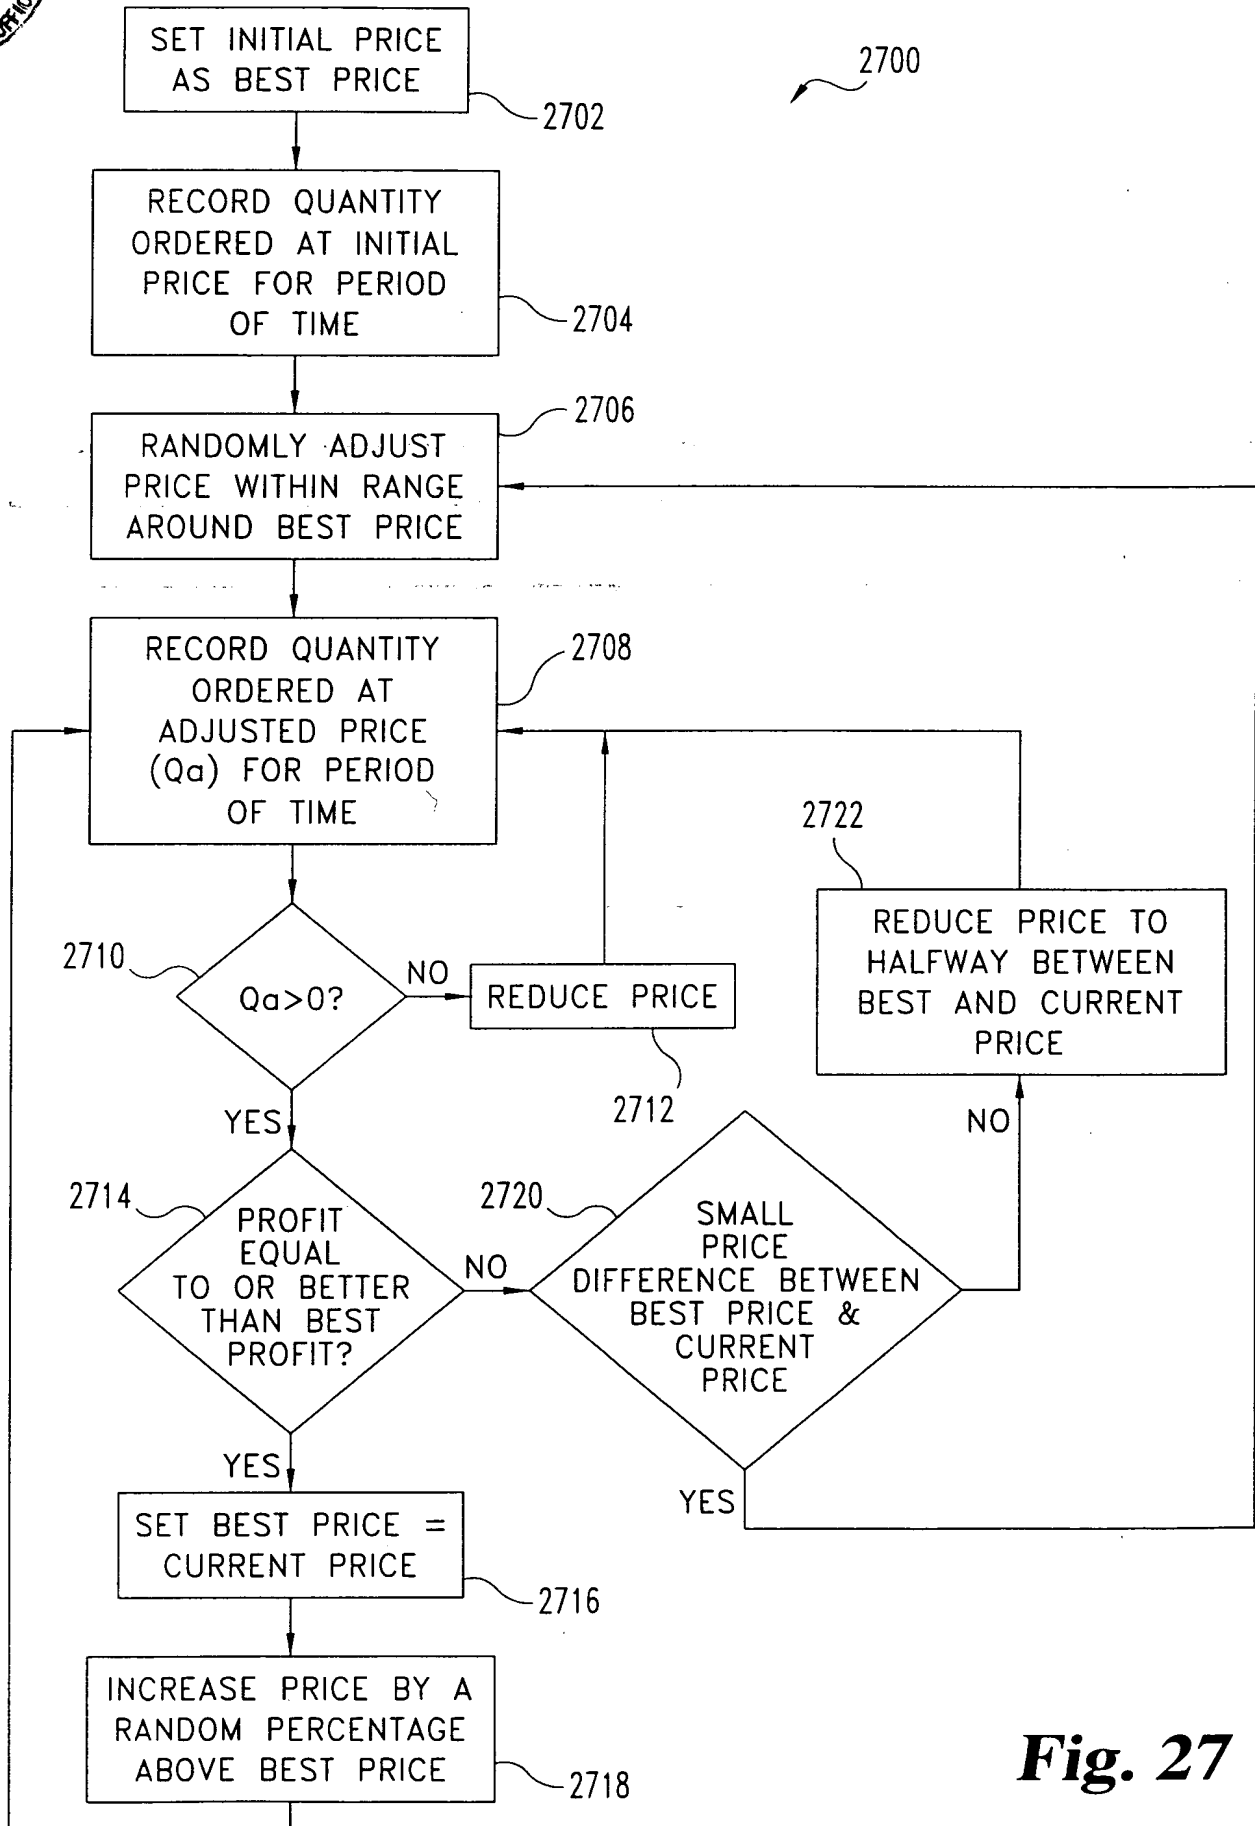 SET INITIAL PRICE
AS BEST PRICE
2700
2702
RECORD QUANTITY
ORDERED AT INITIAL
PRICE FOR PERIOD
OF TIME
2704
2706
RANDOMLY ADJUST
PRICE WITHIN RANGE
AROUND BEST PRICE
RECORD QUANTITY
ORDERED AT
ADJUSTED PRICE
(Qa) FOR PERIOD
OF TIME
2708
2722
REDUCE PRICE TO
HALFWAY BETWEEN
BEST AND CURRENT
PRICE
2710
Qa>0?
NO
REDUCE PRICE
2712
YES
NO
2714
PROFIT
EQUAL
TO OR BETTER
THAN BEST
PROFIT?
NO
2720
SMALL
PRICE
DIFFERENCE BETWEEN
BEST PRICE &
CURRENT
PRICE
YES
YES
SET BEST PRICE =
CURRENT PRICE
2716
INCREASE PRICE BY A
RANDOM PERCENTAGE
ABOVE BEST PRICE
2718
Fig. 27